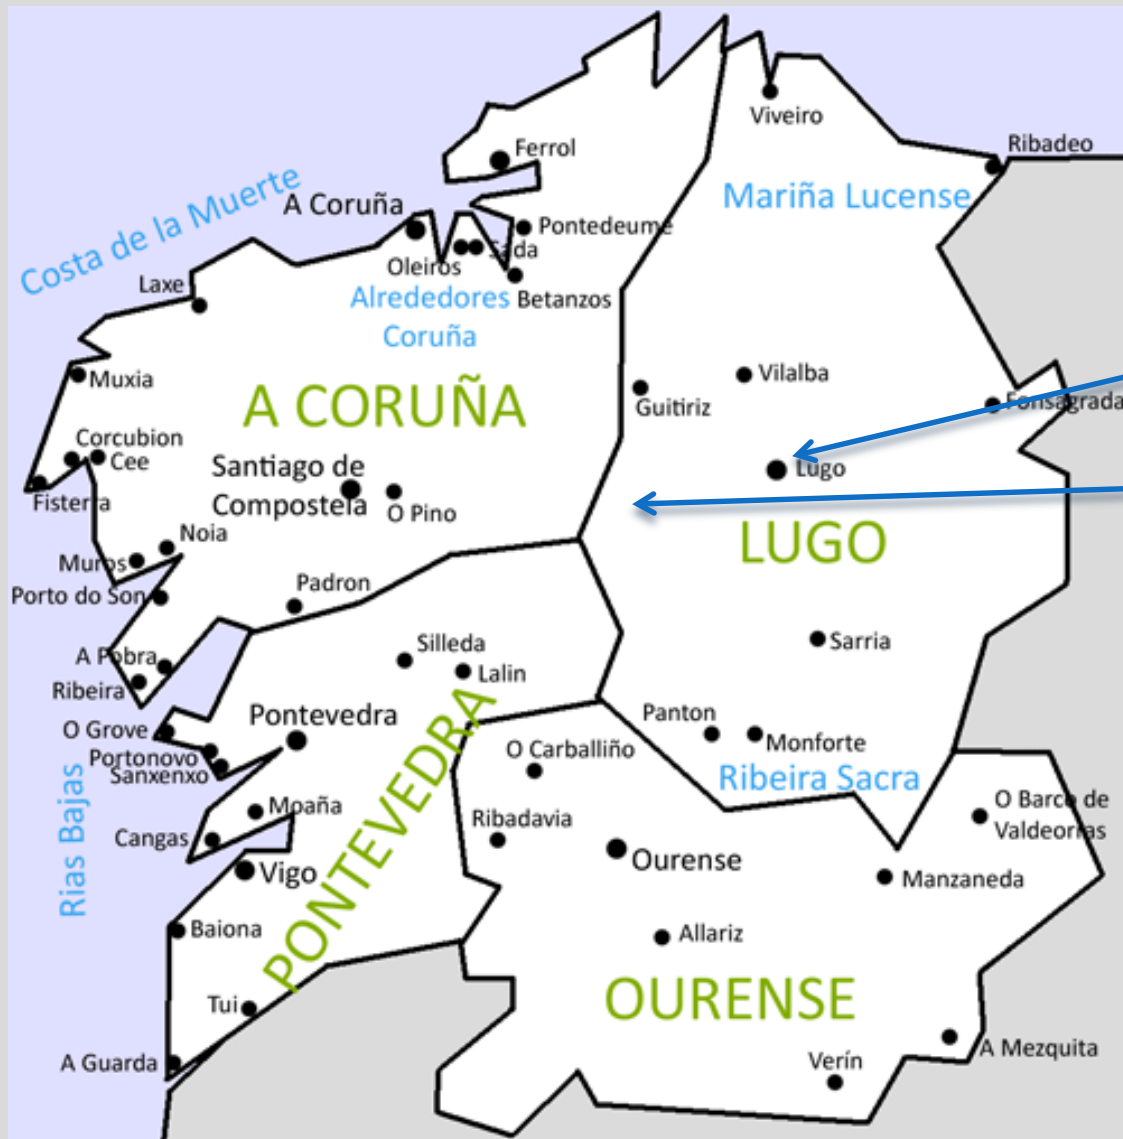 Viveiro
Ribadeo
Ferrol
Mariña Lucense
Costa de la Muerte
A Coruña
Pontedeume
Oleiros
Sada
Laxe
Alrededores
Coruña
Betanzos
Muxia
Vilalba
A CORUÑA
Guitiriz
Fonsagrada
Corcubion
Cee
Santiago de
Compostela
Lugo
Fisterra
O Pino
LUGO
Noia
Muros
Padron
Porto do Son
Silleda
Sarria
A Pobra
Lalin
Ribeira
Pontevedra
Panton
O Grove
Monforte
O Carballiño
Portonovo
Sanxenxo
Ribeira Sacra
PONTEVEDRA
Rias Bajas
Moaña
O Barco de
Valdeorras
Cangas
Ribadavia
Ourense
Vigo
Manzaneda
Baiona
Allariz
OURENSE
Tui
A Guarda
A Mezquita
Verín